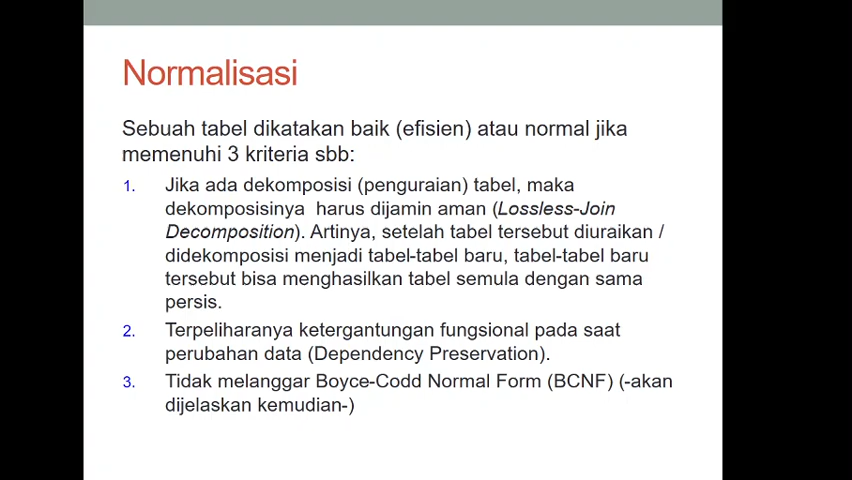 Normalisasi
Sebuah tabel dikatakan baik (efisien) atau normal jika
memenuhi 3 kriteria sbb:
1. Jika ada dekomposisi (penguraian) tabel, maka
dekomposisinya harus dijamin aman (Lossless-Join
Decomposition). Artinya, setelah tabel tersebut diuraikan /
didekomposisi menjadi tabel-tabel baru, tabel-tabel baru
tersebut bisa menghasilkan tabel semula dengan sama
persis.
2. Terpeliharanya ketergantungan fungsional pada saat
perubahan data (Dependency Preservation).
3. Tidak melanggar Boyce-Codd Normal Form (BCNF) (-akan
dijelaskan kemudian-)